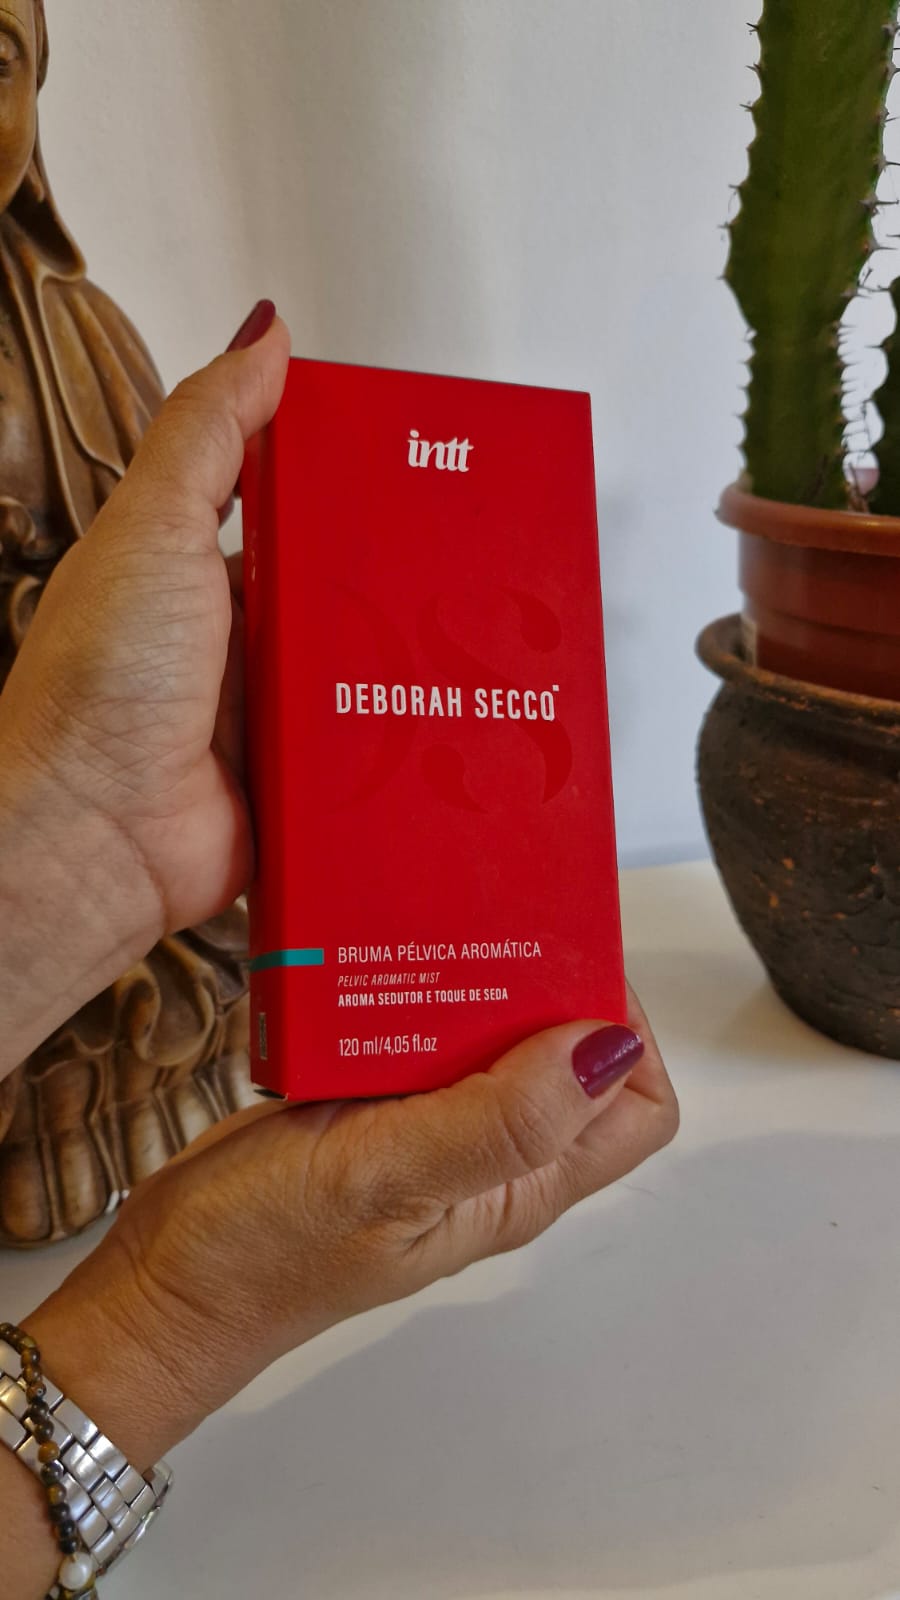 intt
DEBORAH SECCO
BRUMA PÉLVICA AROMÁTICA
PELVIC AROMATIC MIST
AROMA SEDUTOR E TOQUE DE SEDA
120 ml/4,05 fl.oz